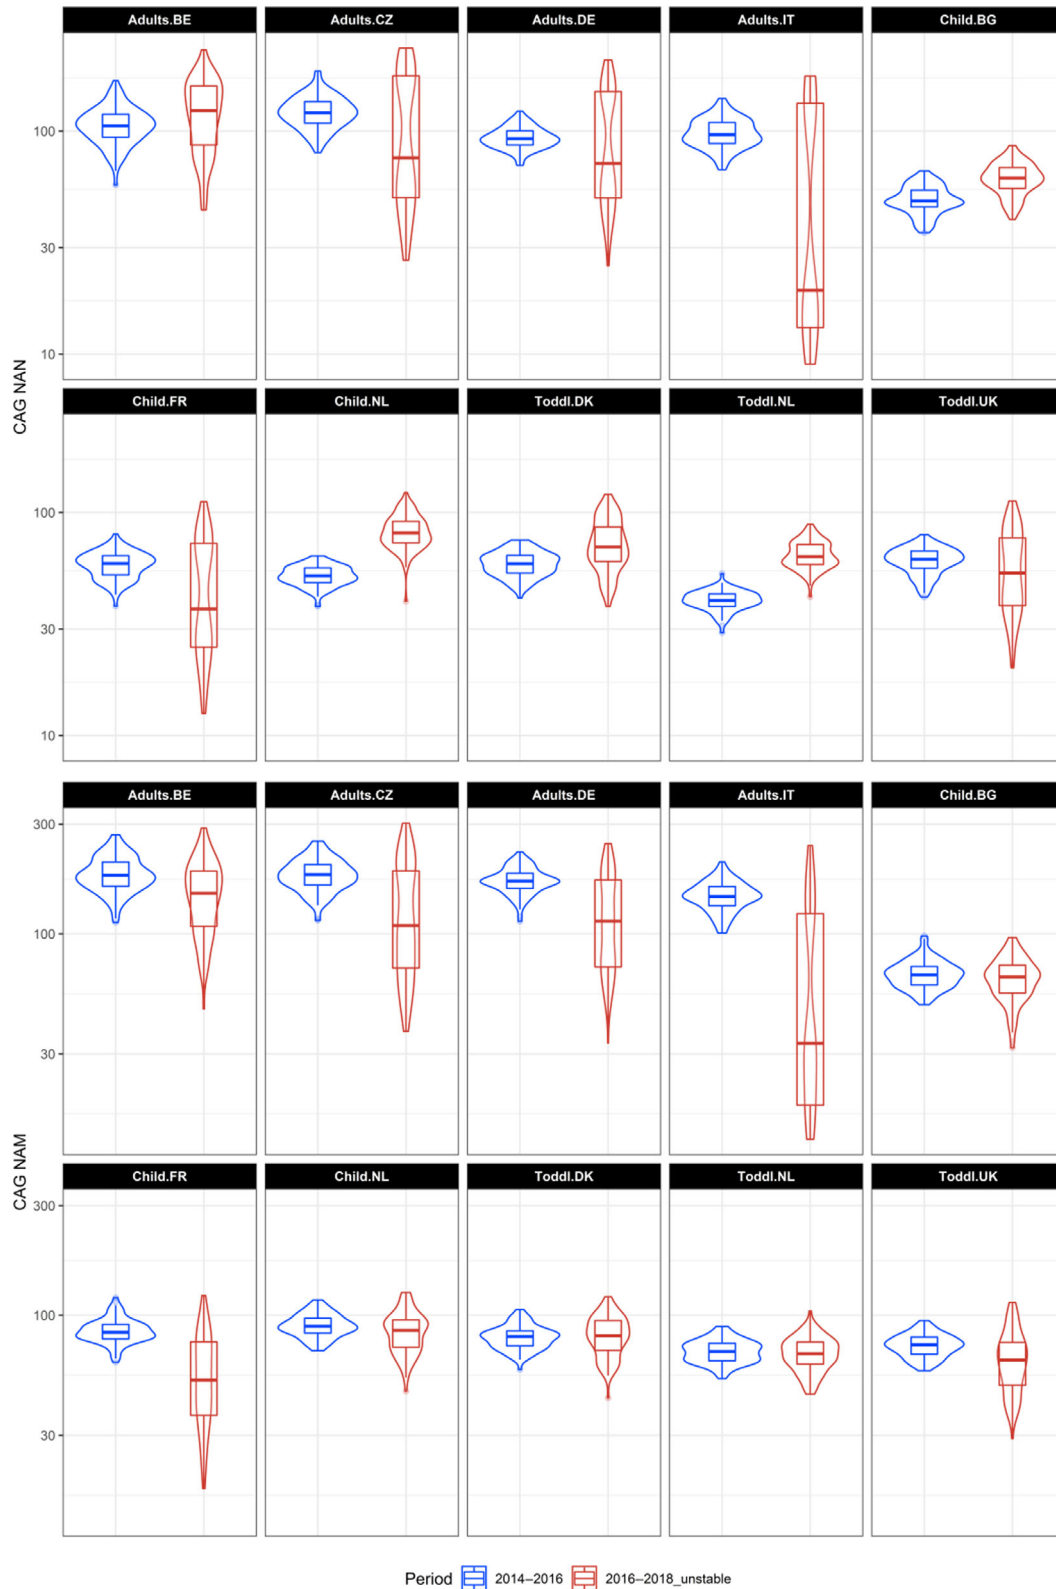 Adults.BE Adults.CZ Adults.DE Adults.IT Child.BG
100
30
10
CAG NAN
Child.FR Child.NL Toddl.DK Toddl.NL Toddl.UK
100
30
10
Adults.BE Adults.CZ Adults.DE Adults.IT Child.BG
300
100
30
CAG NAM
Child.FR Child.NL Toddl.DK Toddl.NL Toddl.UK
300
100
30
Period 2014–2016 2016–2018_unstable